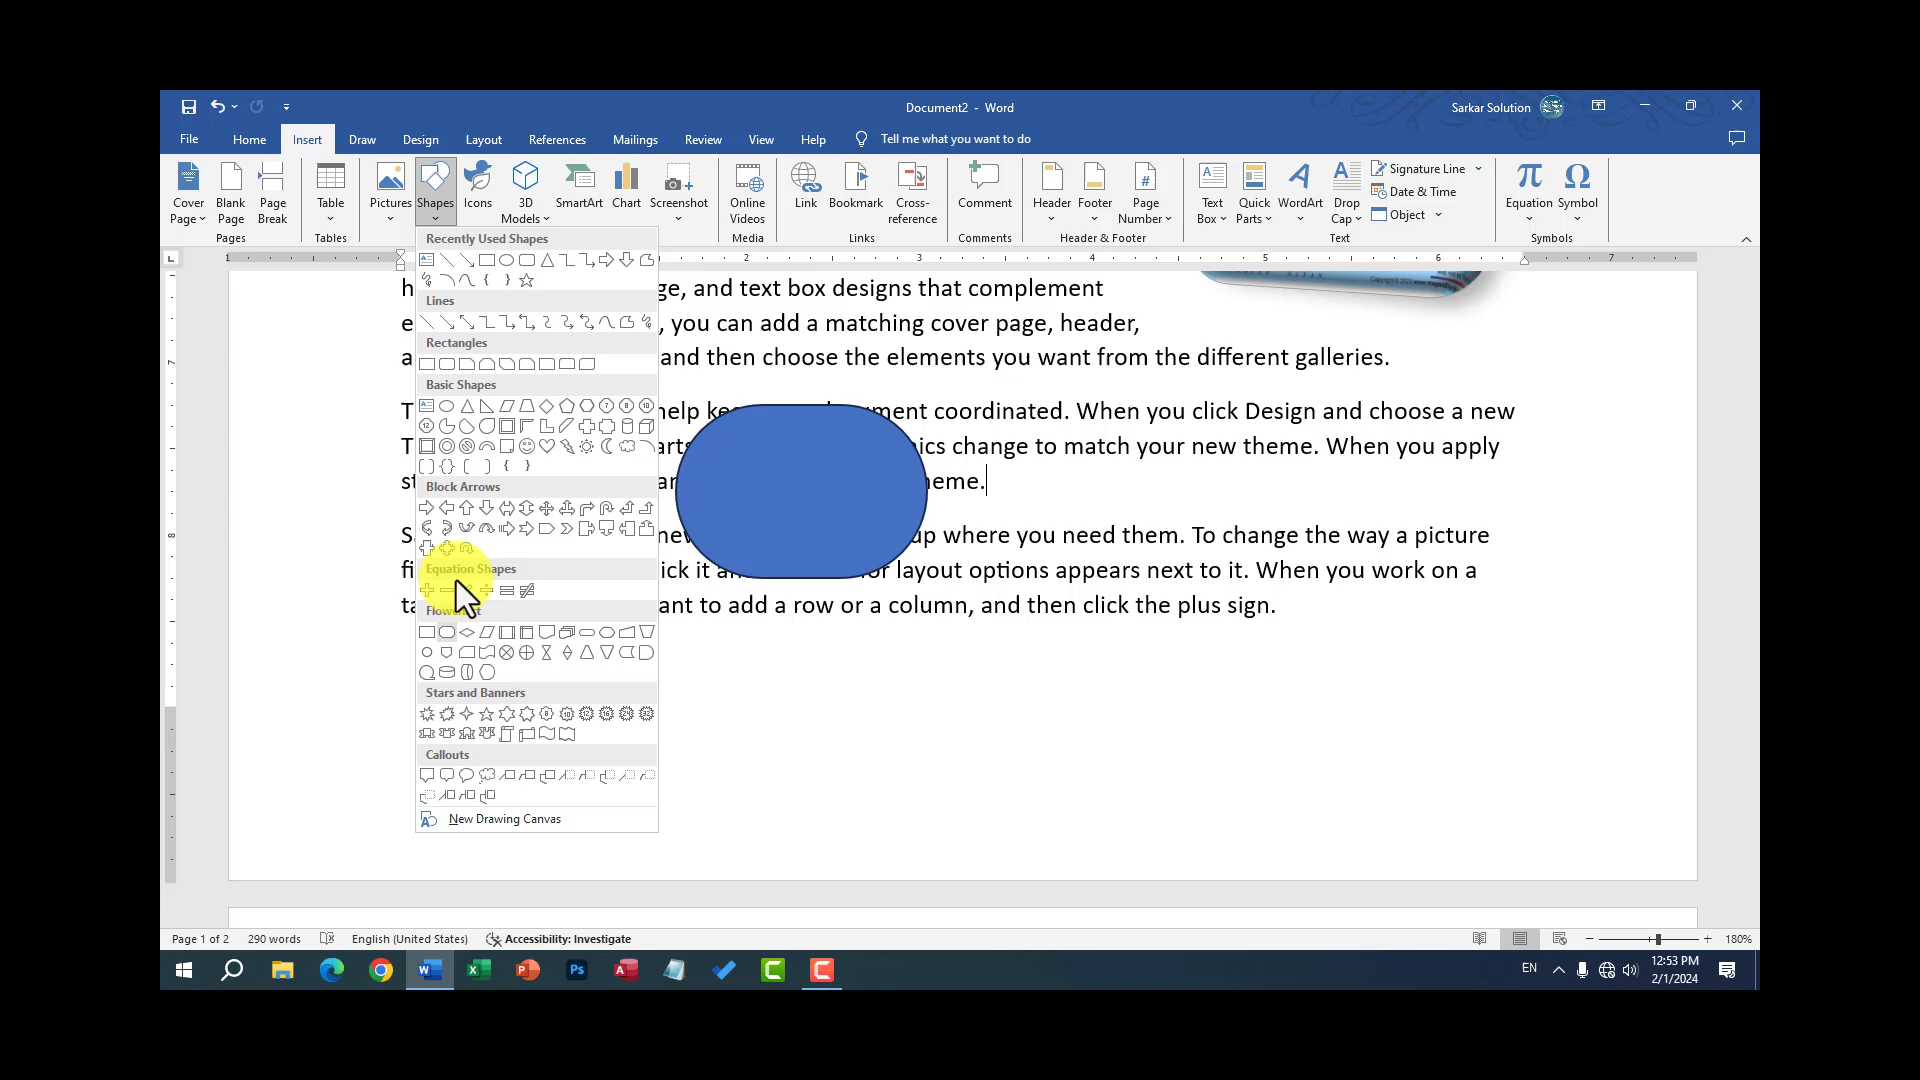 Document2 - Word
Sarkar Solution
File Home Insert Draw Design Layout References Mailings Review View Help Tell me what you want to do
Cover Page
Blank Page
Page Break
Pages
Table
Tables
Pictures
Shapes
Icons
3D Models
SmartArt
Chart
Screenshot
Online Videos
Media
Link
Bookmark
Cross-reference
Links
Comment
Comments
Header
Footer
Page Number
Header & Footer
Text Box
Quick Parts
WordArt
Drop Cap
Signature Line
Date & Time
Object
Text
Equation
Symbol
Symbols
Recently Used Shapes
Lines
Rectangles
Basic Shapes
Block Arrows
Equation Shapes
Stars and Banners
Callouts
New Drawing Canvas
1 2 3 4 5 6 7
7
8
ge, and text box designs that complement
, you can add a matching cover page, header,
and then choose the elements you want from the different galleries.
help coordinated. When you click Design and choose a new
change to match your new theme. When you apply
up where you need them. To change the way a picture
layout options appears next to it. When you work on a
to add a row or a column, and then click the plus sign.
Page 1 of 2 290 words English (United States) Accessibility: Investigate 180%
EN 12:53 PM
2/1/2024